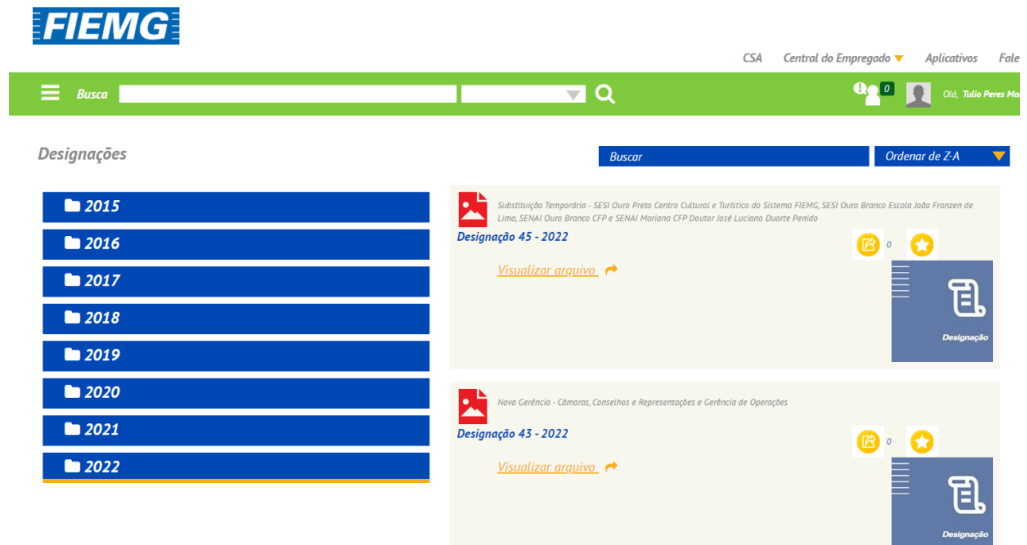 FIEMG
CSA Central do Empregado Aplicativos Fale
Busca
0
Olá, Tulio Peres
Designações
Buscar
Ordenar de Z-A
2015
2016
2017
2018
2019
2020
2021
2022
Substituição Temporária - SESI Ouro Preto Centro Cultural e Turístico do Sistema FIEMG, SESI Ouro Branco Escola João Franzen de
Lima, SENAI Ouro Branco CFP e SENAI Mariana CFP Doutor José Luciano Duarte Penido
Designação 45 - 2022
0
Visualizar arquivo
Designação
Nova Gerência - Câmaras, Conselhos e Representações e Gerência de Operações
Designação 43 - 2022
0
Visualizar arquivo
Designação